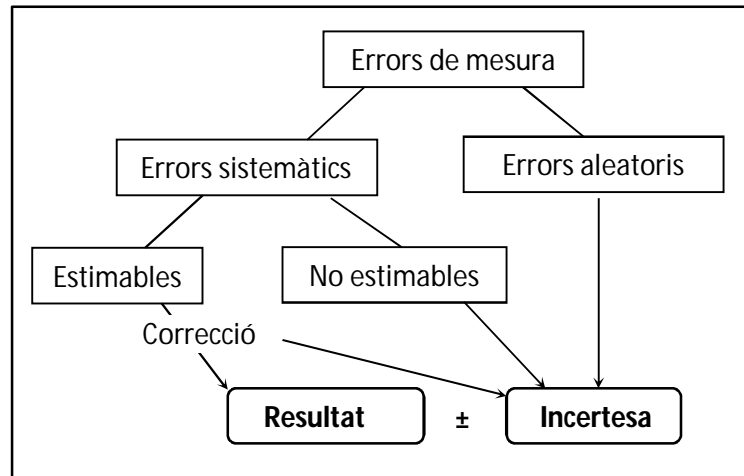 Errors de mesura
Errors sistemàtics
Errors aleatoris
Estimables
No estimables
Correcció
Resultat ± Incertesa